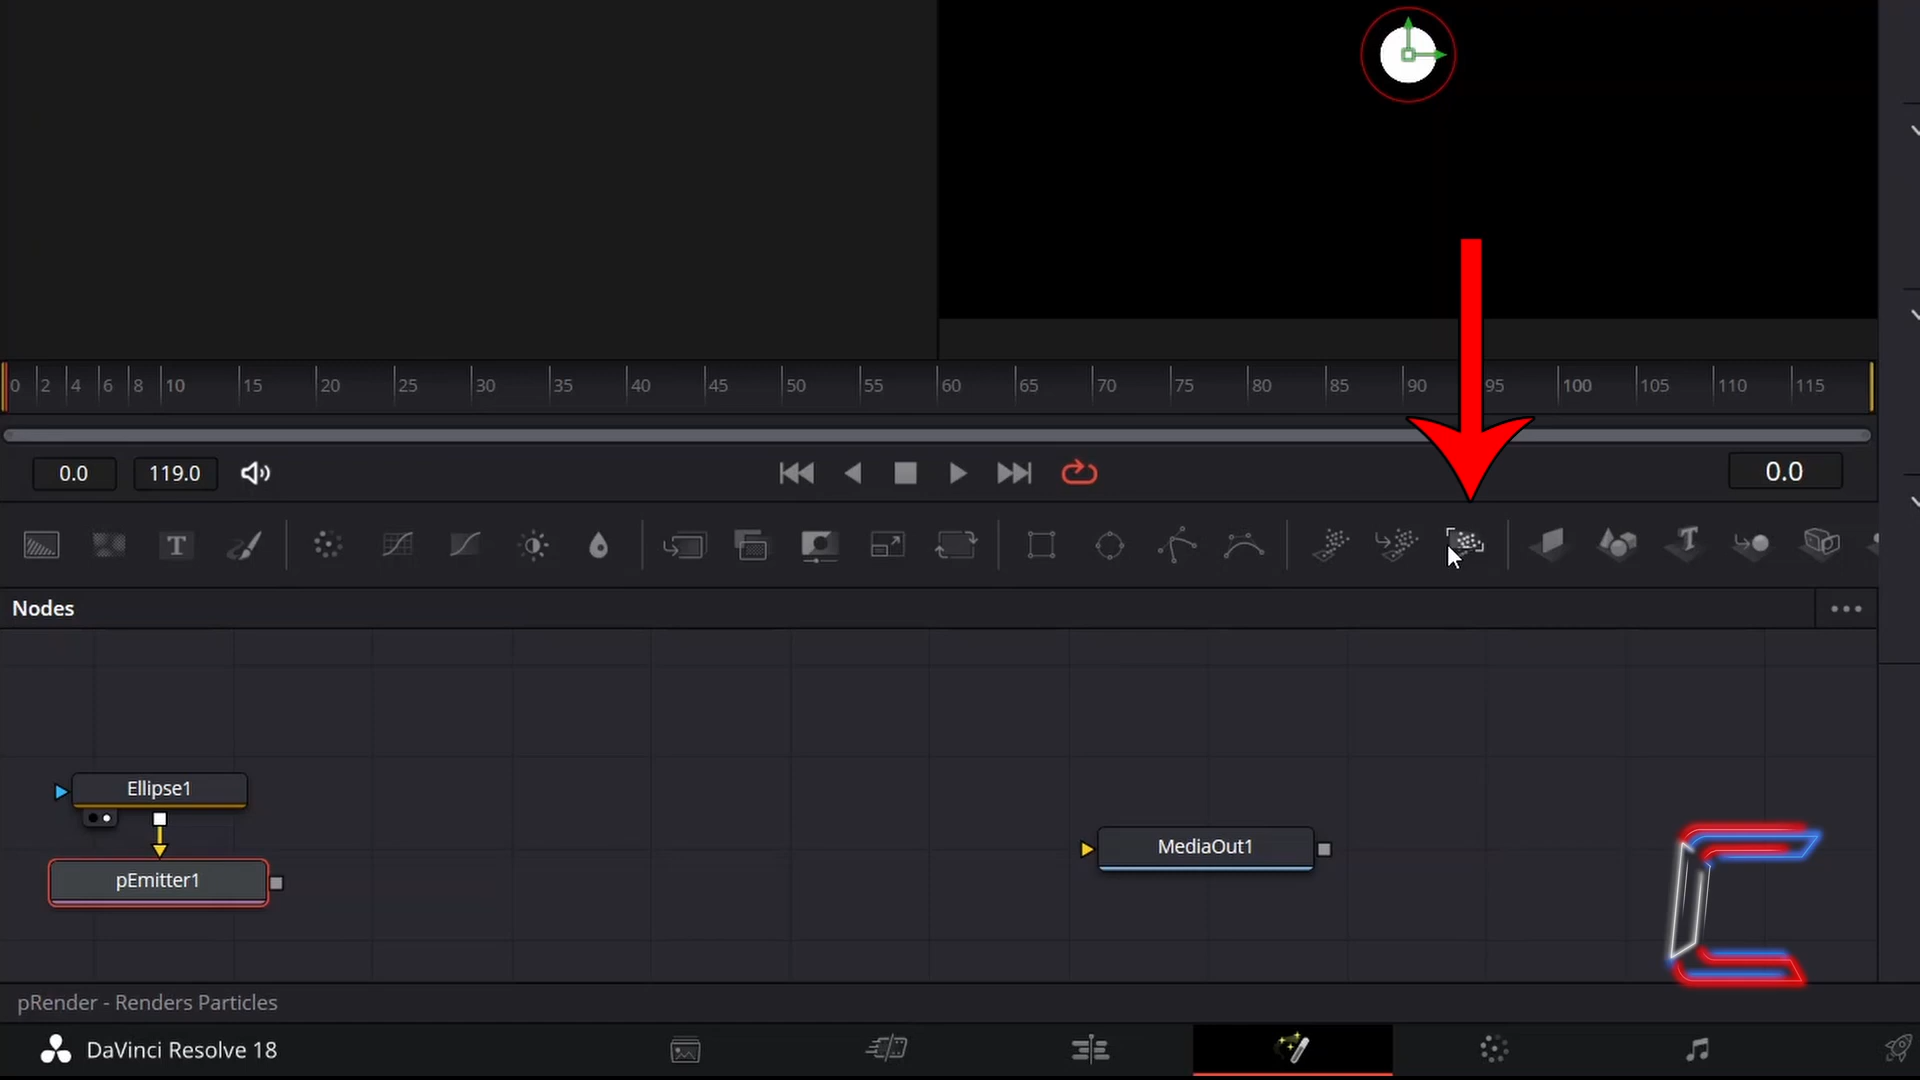 0 2 4 6 8 10 15 20 25 30 35 40 45 50 55 60 65 70 75 80 85 90 95 100 105 110 115
0.0 119.0 0.0
T
Nodes
Ellipse1
pEmitter1
MediaOut1
pRender - Renders Particles
DaVinci Resolve 18